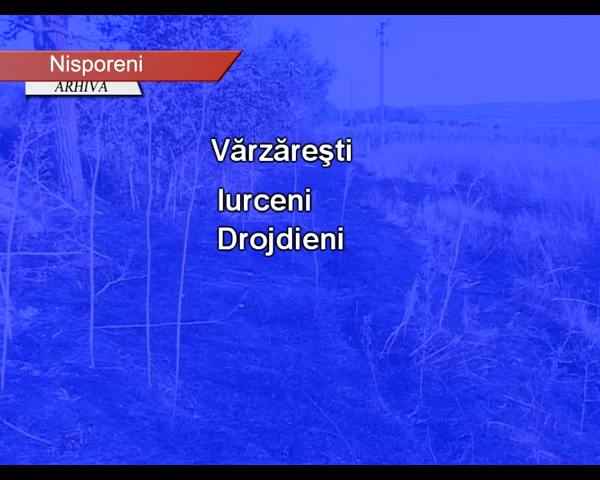 Nisporeni
ARHIVA
Vărzăreşti
Iurceni
Drojdieni